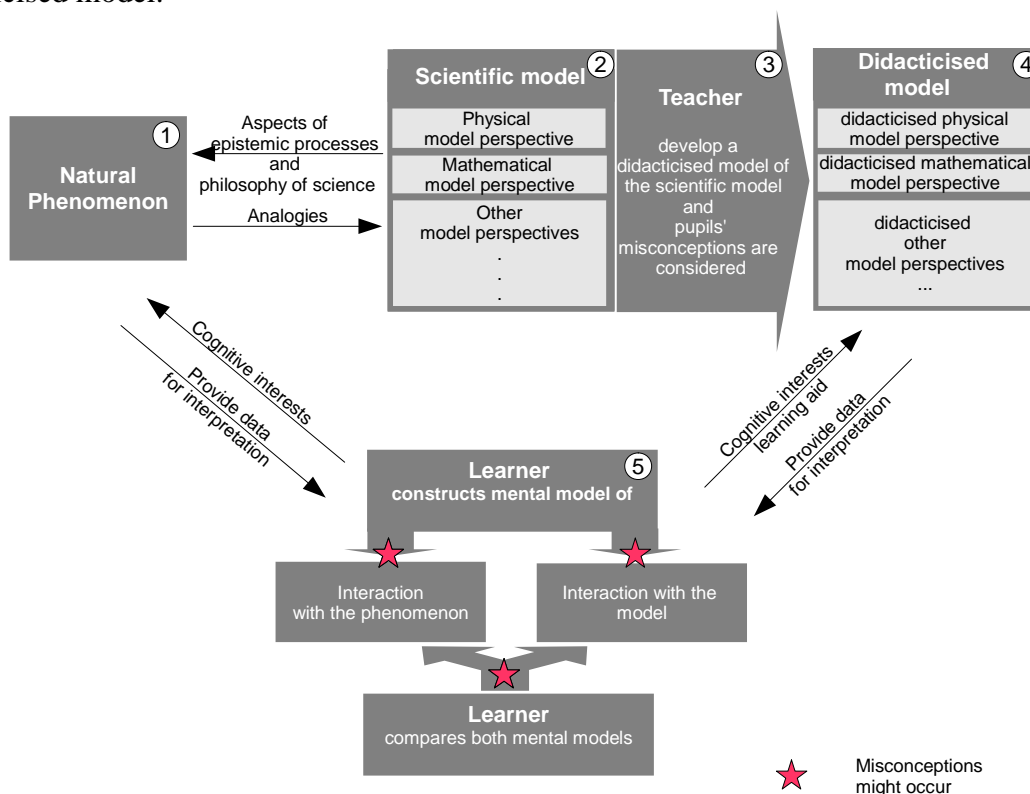 cised model.
1
Natural
Phenomenon
Aspects of
epistemic processes
and
philosophy of science
Analogies
2
Scientific model
Physical
model perspective
Mathematical
model perspective
Other
model perspectives
.
.
.
3
Teacher
develop a
didacticised model of
the scientific model
and
pupils'
misconceptions are
considered
4
Didacticised
model
didacticised physical
model perspective
didacticised mathematical
model perspective
didacticised
other
model perspectives
...
Cognitive interests
Provide data
for interpretation
Cognitive interests
learning aid
Provide data
for interpretation
5
Learner
constructs mental model of
Interaction
with the phenomenon
Interaction with the
model
Learner
compares both mental models
Misconceptions
might occur